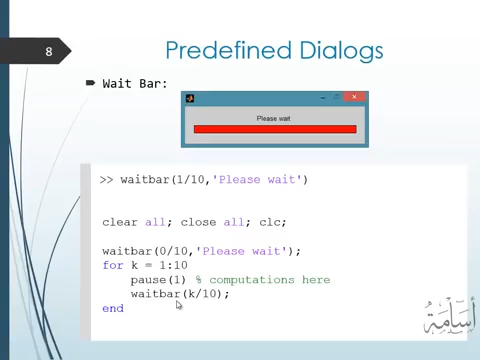 8
Predefined Dialogs
Wait Bar:
Please wait
>> waitbar(1/10,'Please wait')
clear all; close all; clc;
waitbar(0/10,'Please wait');
for k = 1:10
pause(1) % computations here
waitbar(k/10);
end
أسامة